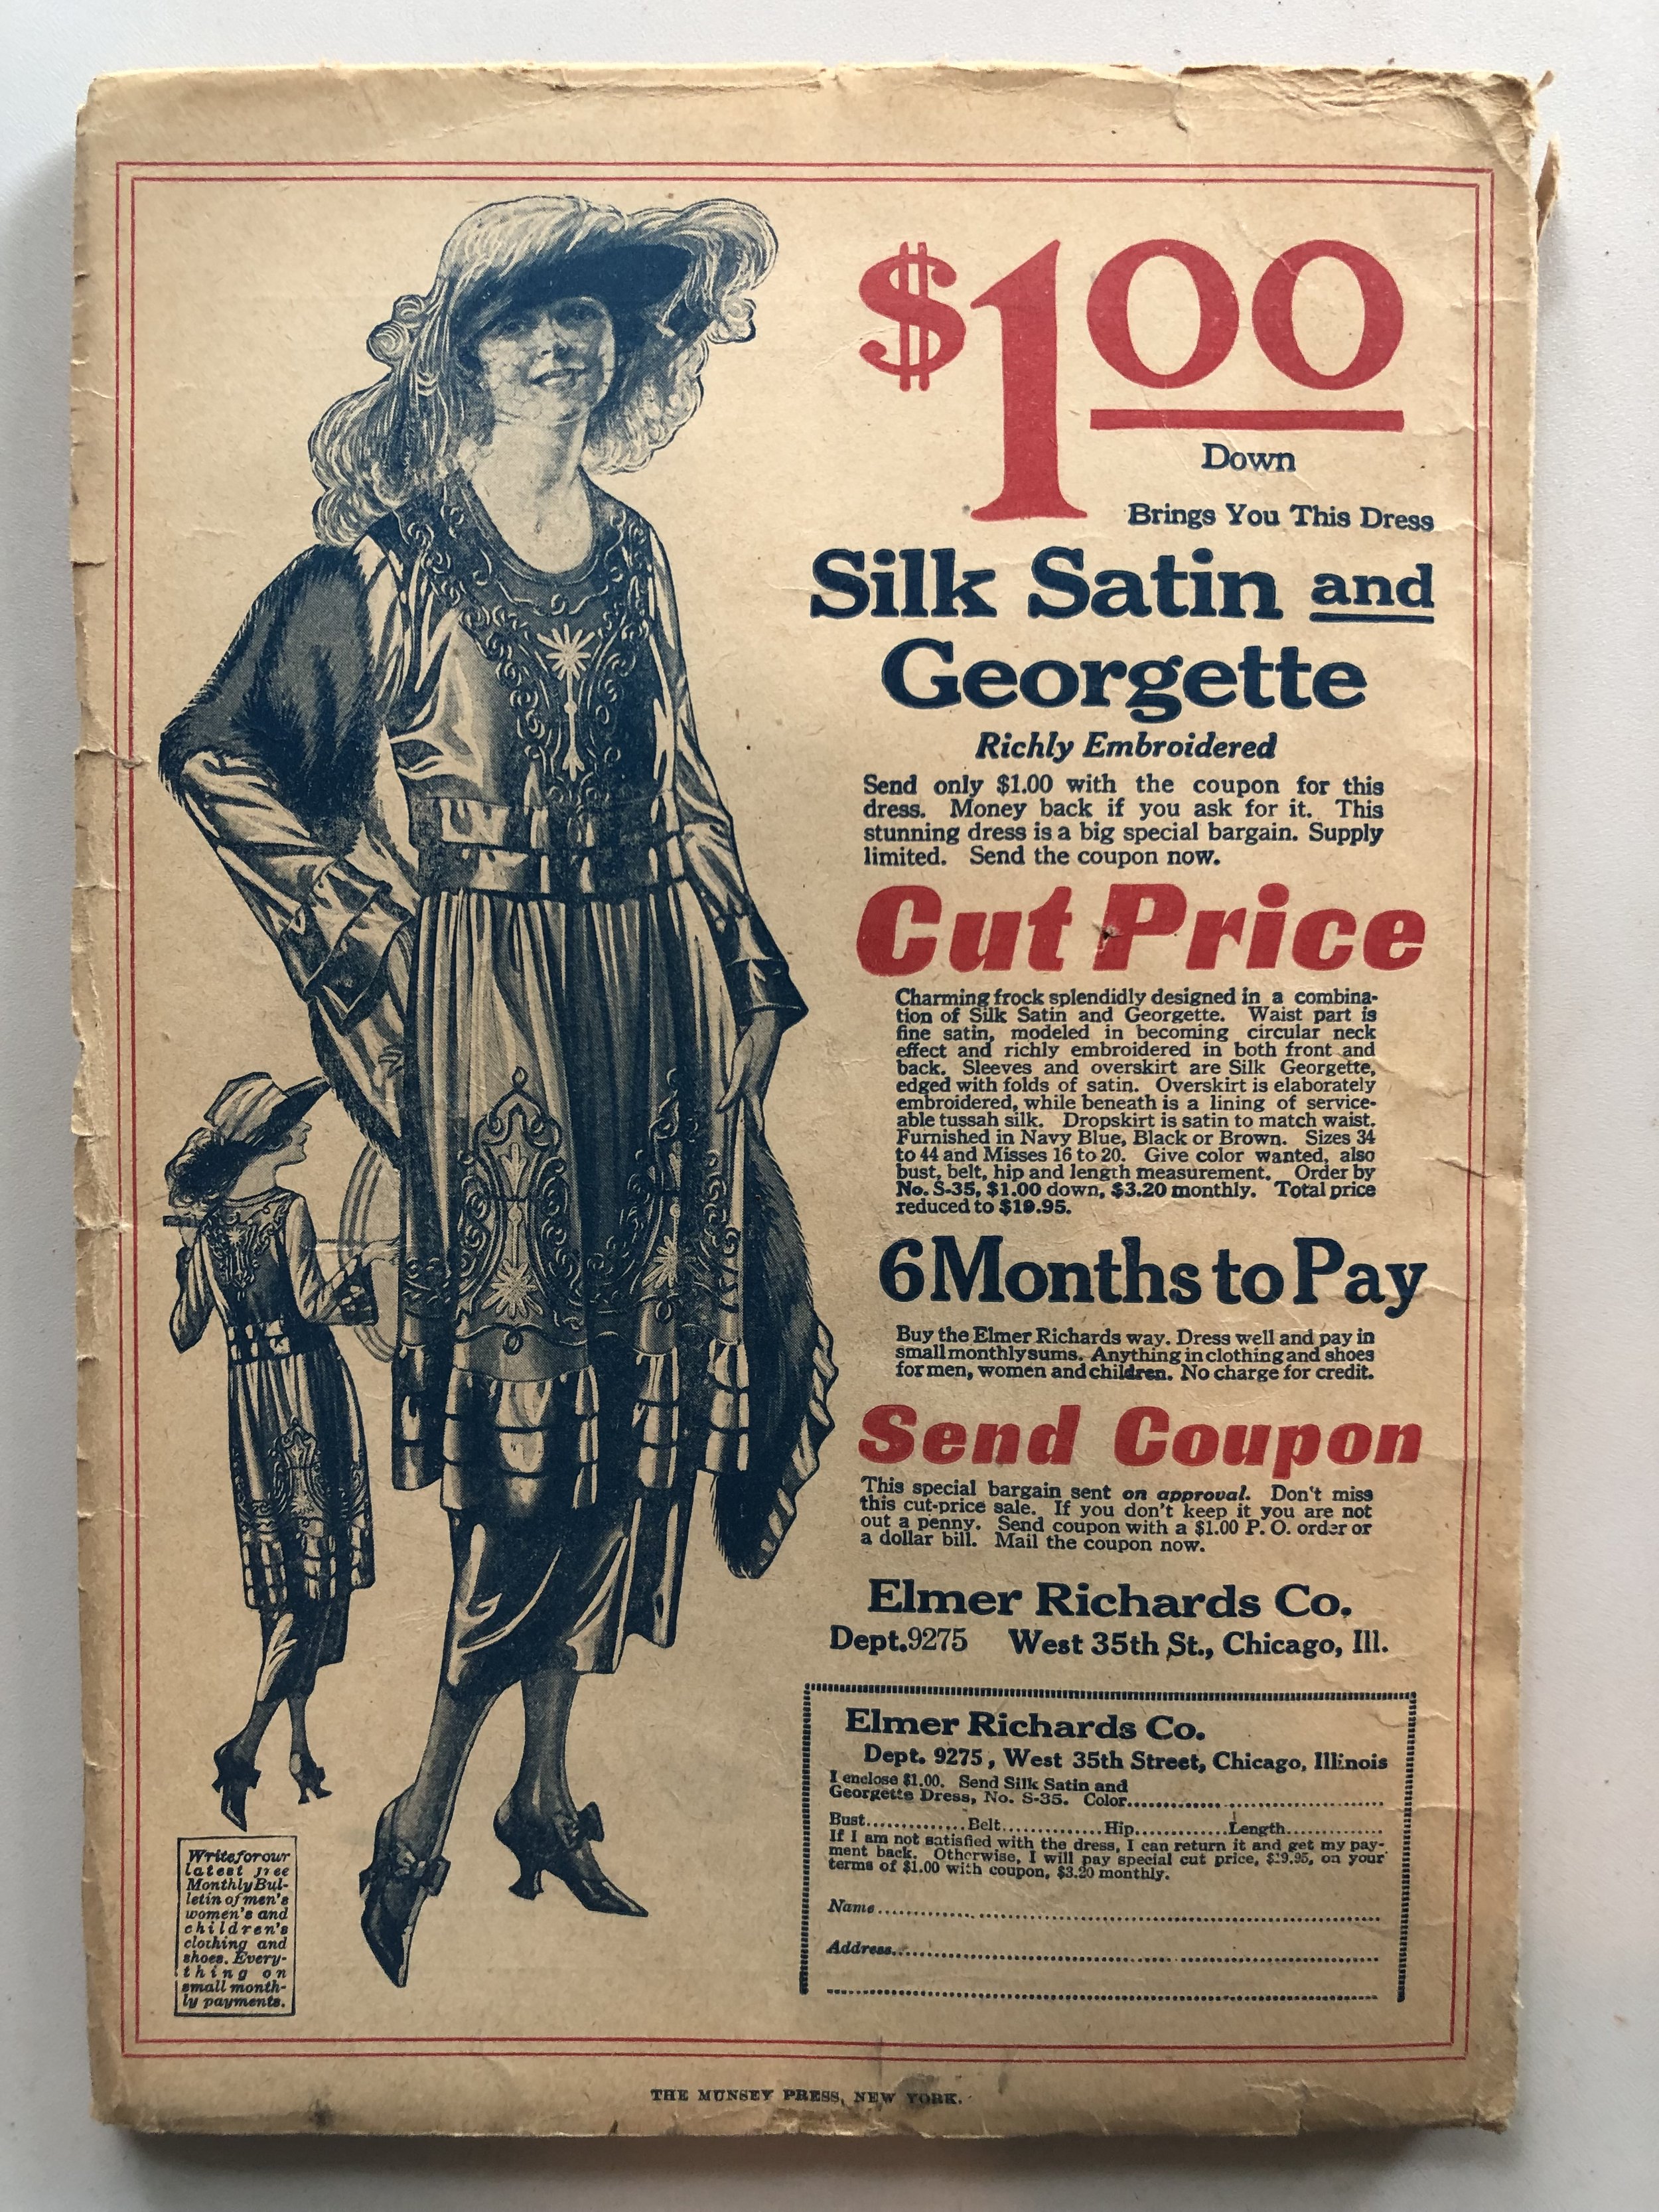 $1.00
Down
Brings You This Dress
Silk Satin and
Georgette
Richly Embroidered
Send only $1.00 with the coupon for this
dress. Money back if you ask for it. This
stunning dress is a big special bargain. Supply
limited. Send the coupon now.
Cut Price
Charming frock splendidly designed in a combina-
tion of Silk Satin and Georgette. Waist part is
fine satin, modeled in becoming circular neck
effect and richly embroidered in both front and
back. Sleeves and overskirt are Silk Georgette,
edged with folds of satin. Overskirt is elaborately
embroidered, while beneath is a lining of service-
able tussah silk. Dropskirt is satin to match waist.
Furnished in Navy Blue, Black or Brown. Sizes 34
to 44 and Misses 16 to 20. Give color wanted, also
bust, belt, hip and length measurement. Order by
No. S-35, $1.00 down, $3.20 monthly. Total price
reduced to $19.95.
6 Months to Pay
Buy the Elmer Richards way. Dress well and pay in
small monthly sums. Anything in clothing and shoes
for men, women and children. No charge for credit.
Send Coupon
This special bargain sent on approval. Don't miss
this cut-price sale. If you don't keep it you are not
out a penny. Send coupon with a $1.00 P. O. order or
a dollar bill. Mail the coupon now.
Elmer Richards Co.
Dept. 9275 West 35th St., Chicago, Ill.
Elmer Richards Co.
Dept. 9275, West 35th Street, Chicago, Illinois
I enclose $1.00. Send Silk Satin and
Georgette Dress, No. S-35. Color
Bust Belt Hip Length
If I am not satisfied with the dress, I can return it and get my pay-
ment back. Otherwise, I will pay special cut price, $19.95, on your
terms of $1.00 with coupon, $3.20 monthly.
Name
Address
Write for our
latest free
Monthly Bul-
letin of men's
women's and
children's
clothing and
shoes. Every-
thing on
small month-
ly payments.
THE MUNSEY PRESS, NEW YORK.